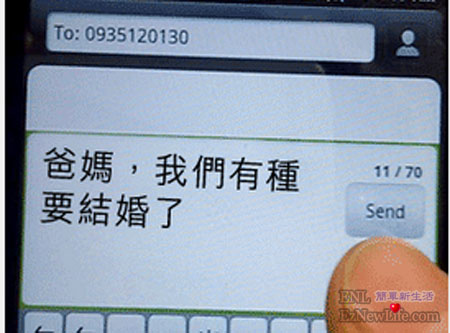 To: 0935120130
爸媽，我們有種
要結婚了
11 / 70
Send
ENL 簡單新生活
EzNewLife.com